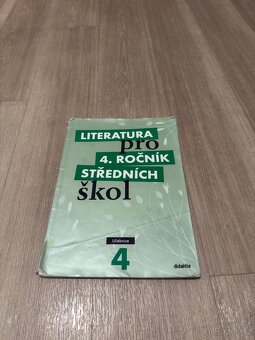 LITERATURA
pro
4. ROČNÍK
STŘEDNÍCH
škol
Učebnice
4
didaktis